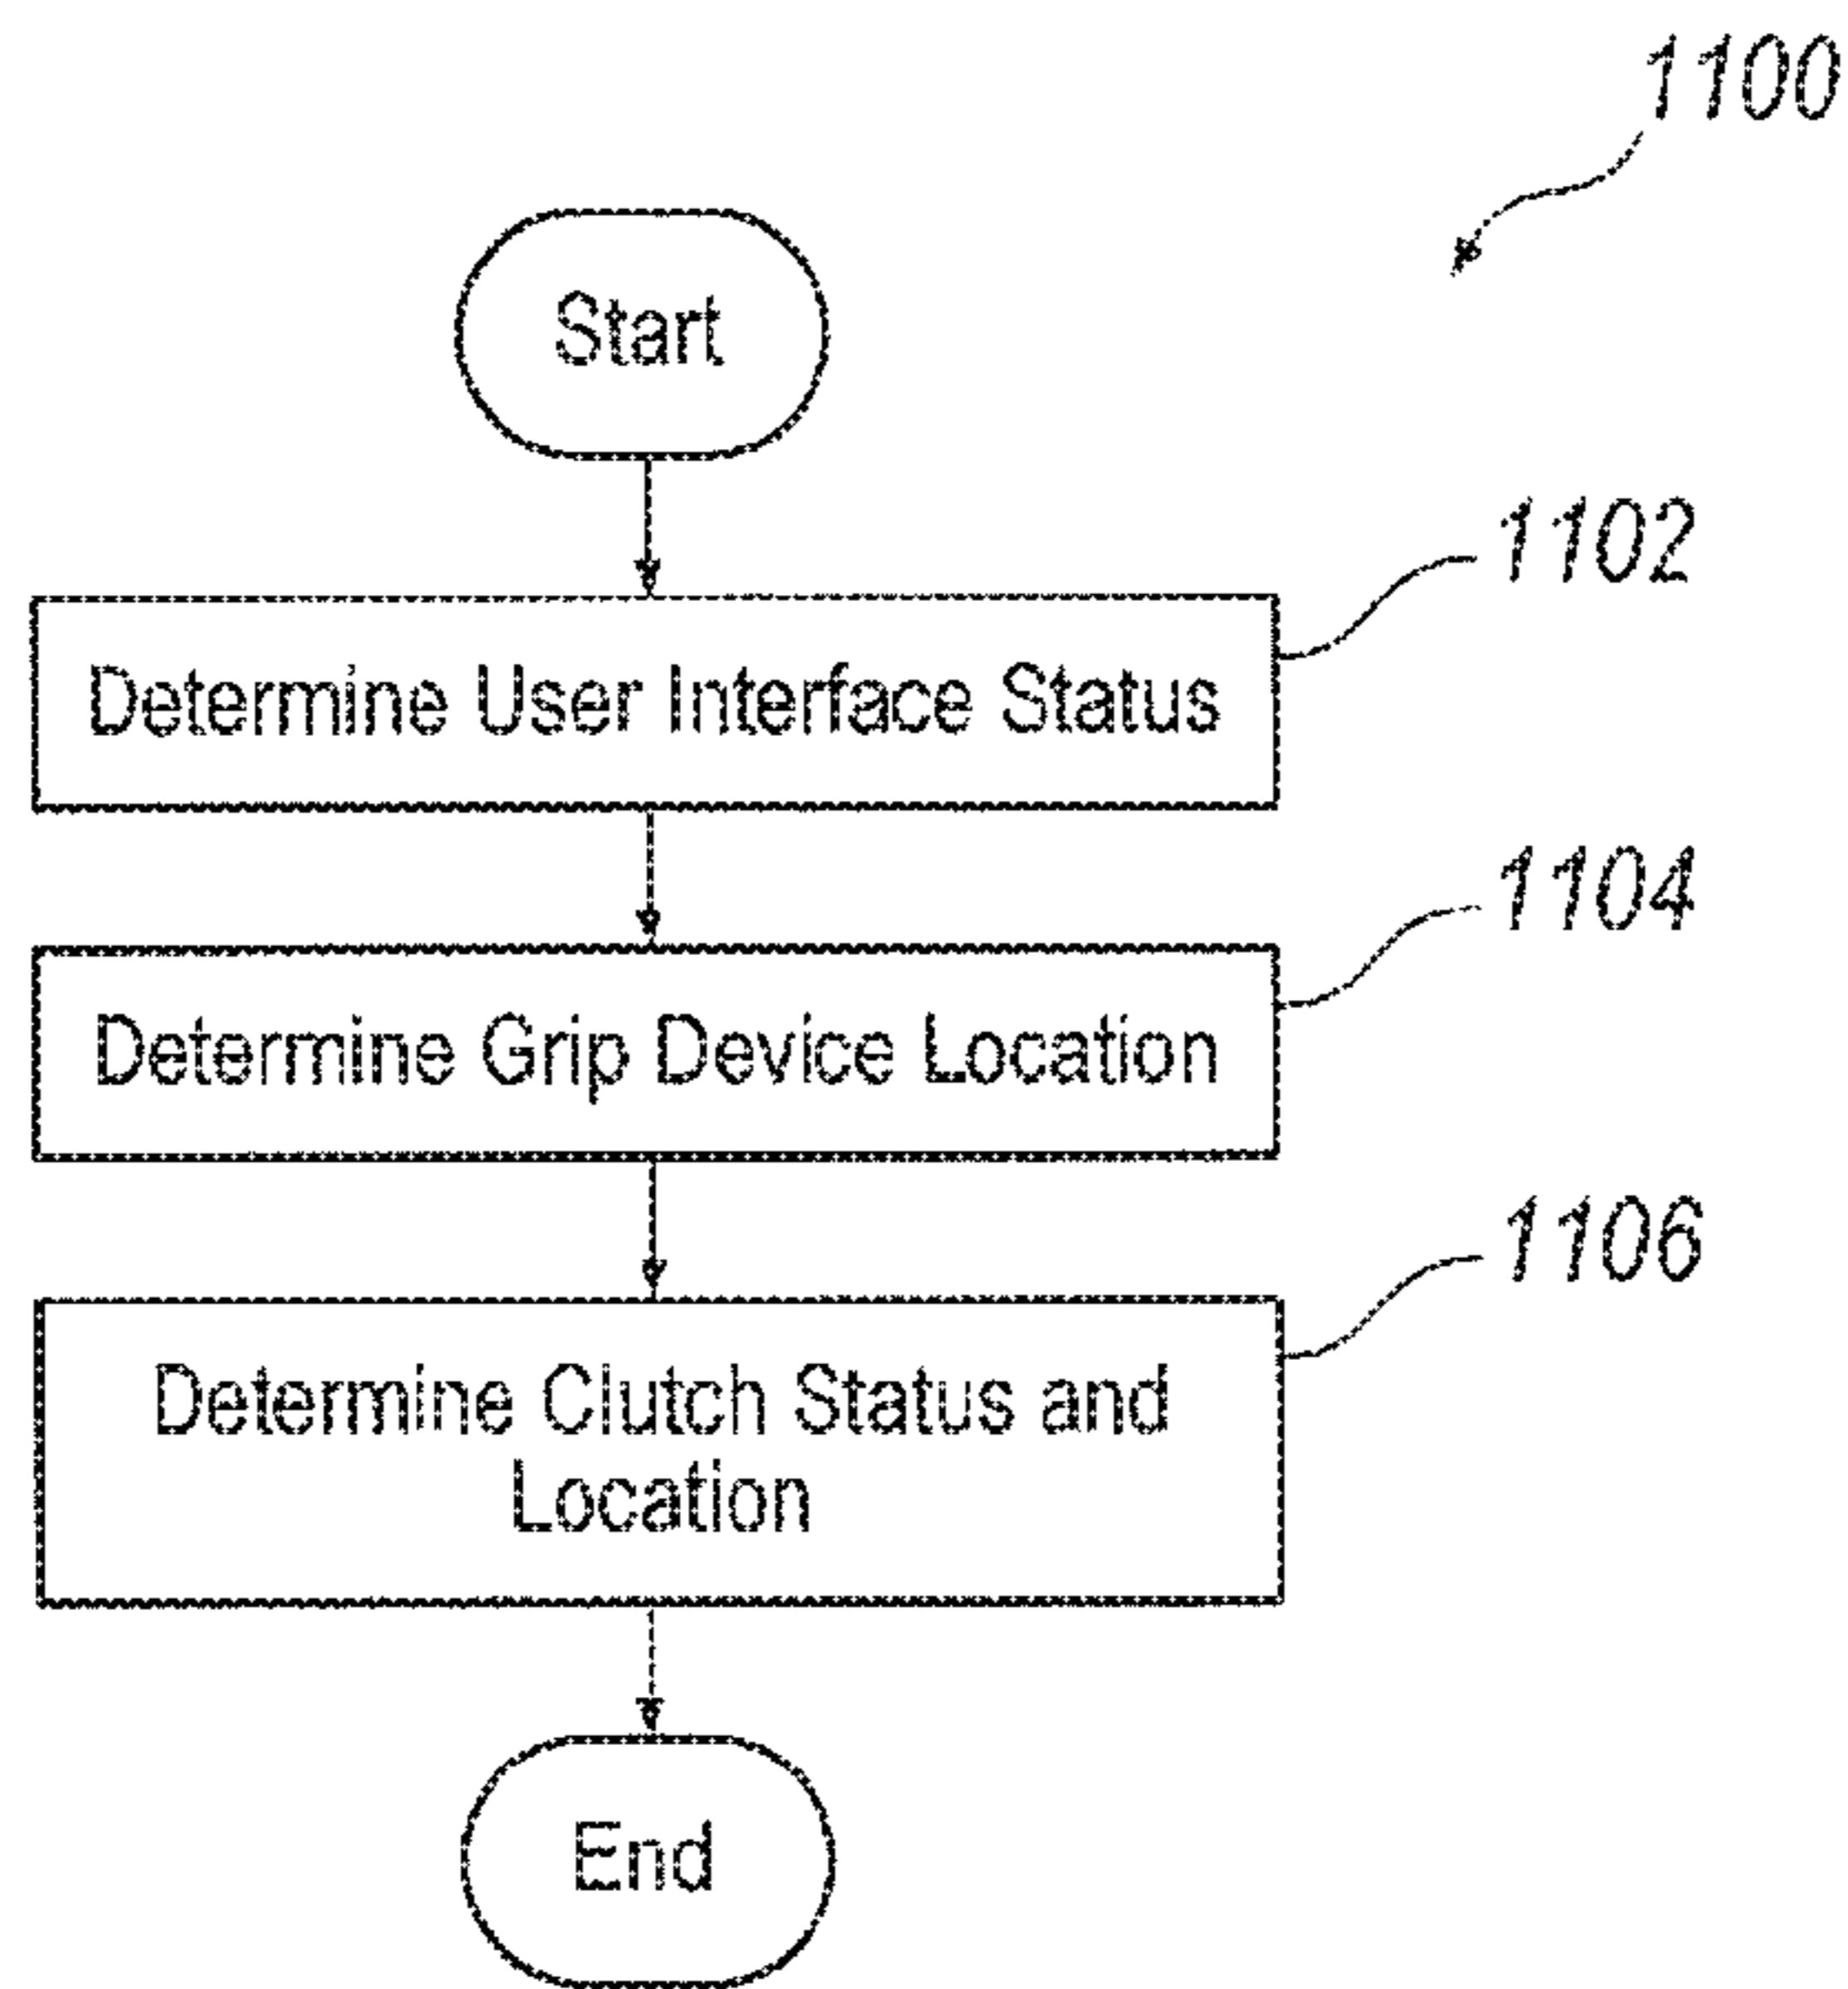 1100
Start
1102
Determine User Interface Status
1104
Determine Grip Device Location
1106
Determine Clutch Status and
Location
End